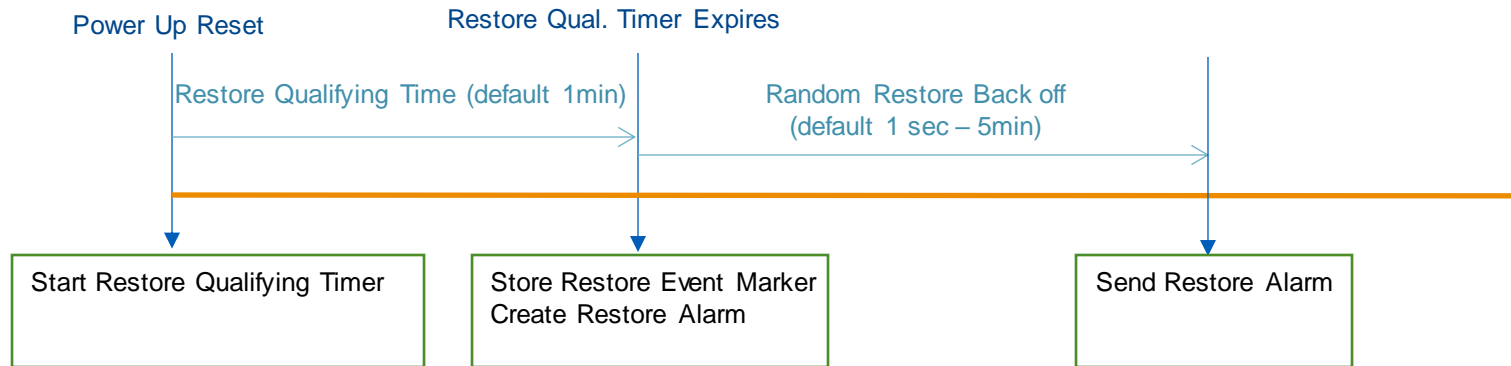 Power Up Reset
Restore Qual. Timer Expires
Restore Qualifying Time (default 1min)
Random Restore Back off
(default 1 sec – 5min)
Start Restore Qualifying Timer
Store Restore Event Marker
Create Restore Alarm
Send Restore Alarm